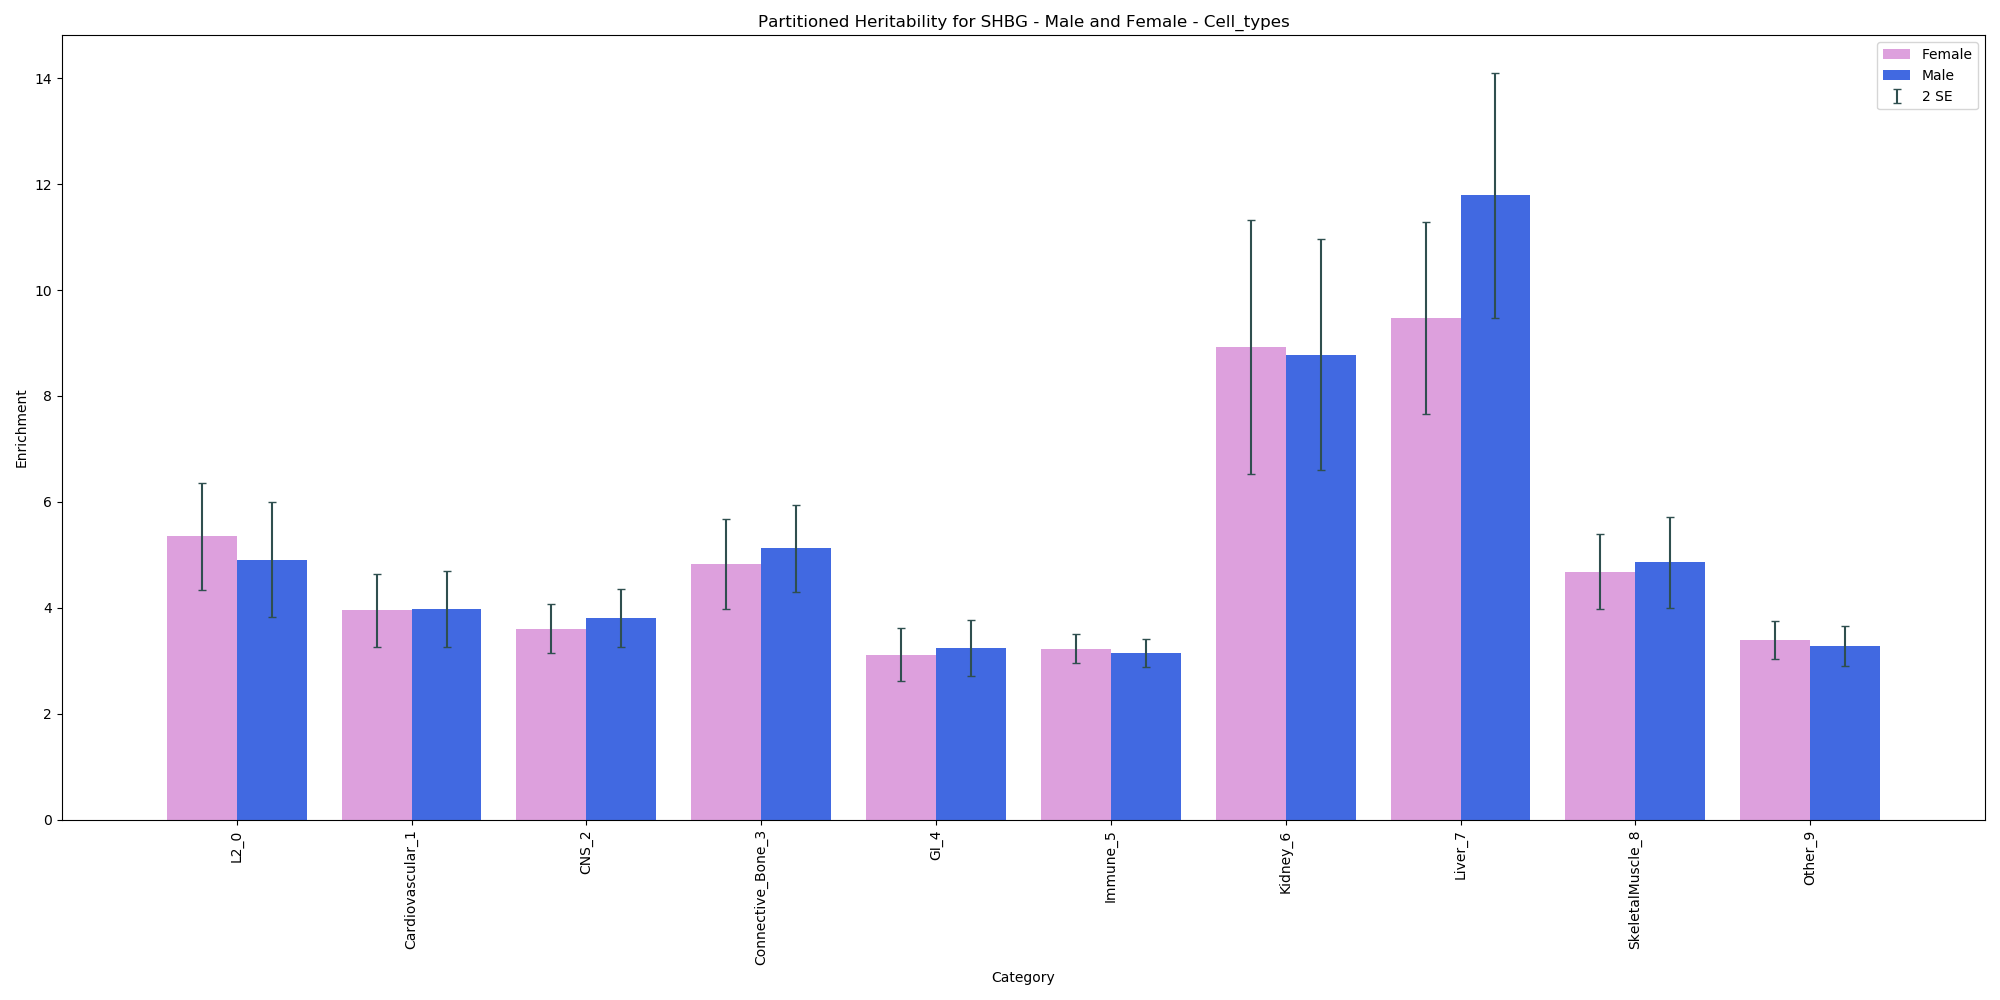 Partitioned Heritability for SHBG - Male and Female - Cell_types
Female
Male
2 SE
Enrichment
14
12
10
8
6
4
2
0
L2_0
Cardiovascular_1
CNS_2
Connective_Bone_3
GI_4
Immune_5
Kidney_6
Liver_7
SkeletalMuscle_8
Other_9
Category